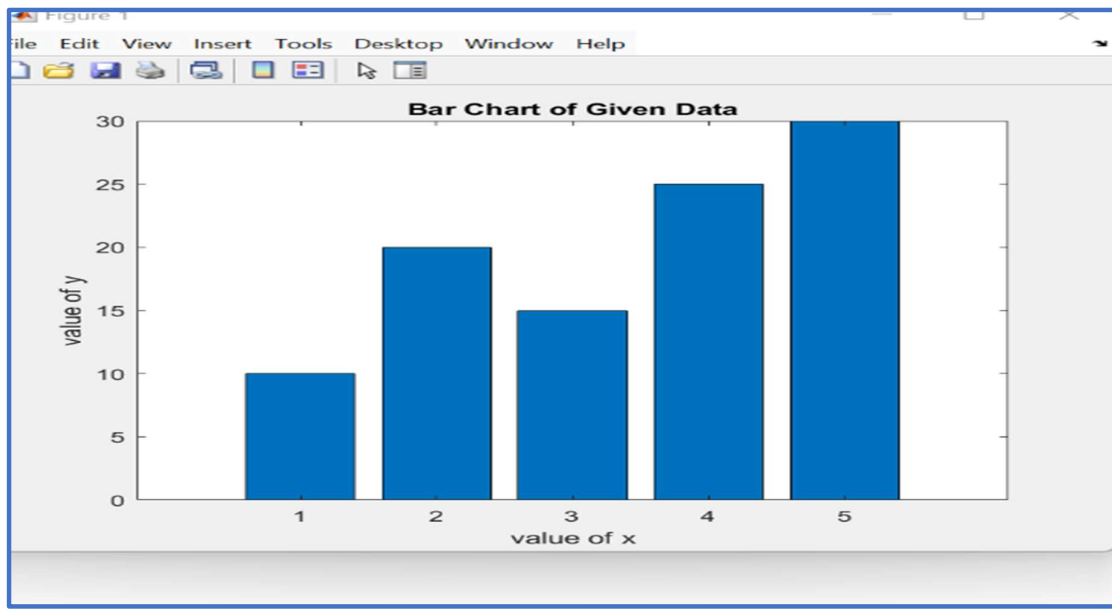 Figure 1
File Edit View Insert Tools Desktop Window Help
Bar Chart of Given Data
30
25
20
15
10
5
0
value of y
1 2 3 4 5
value of x